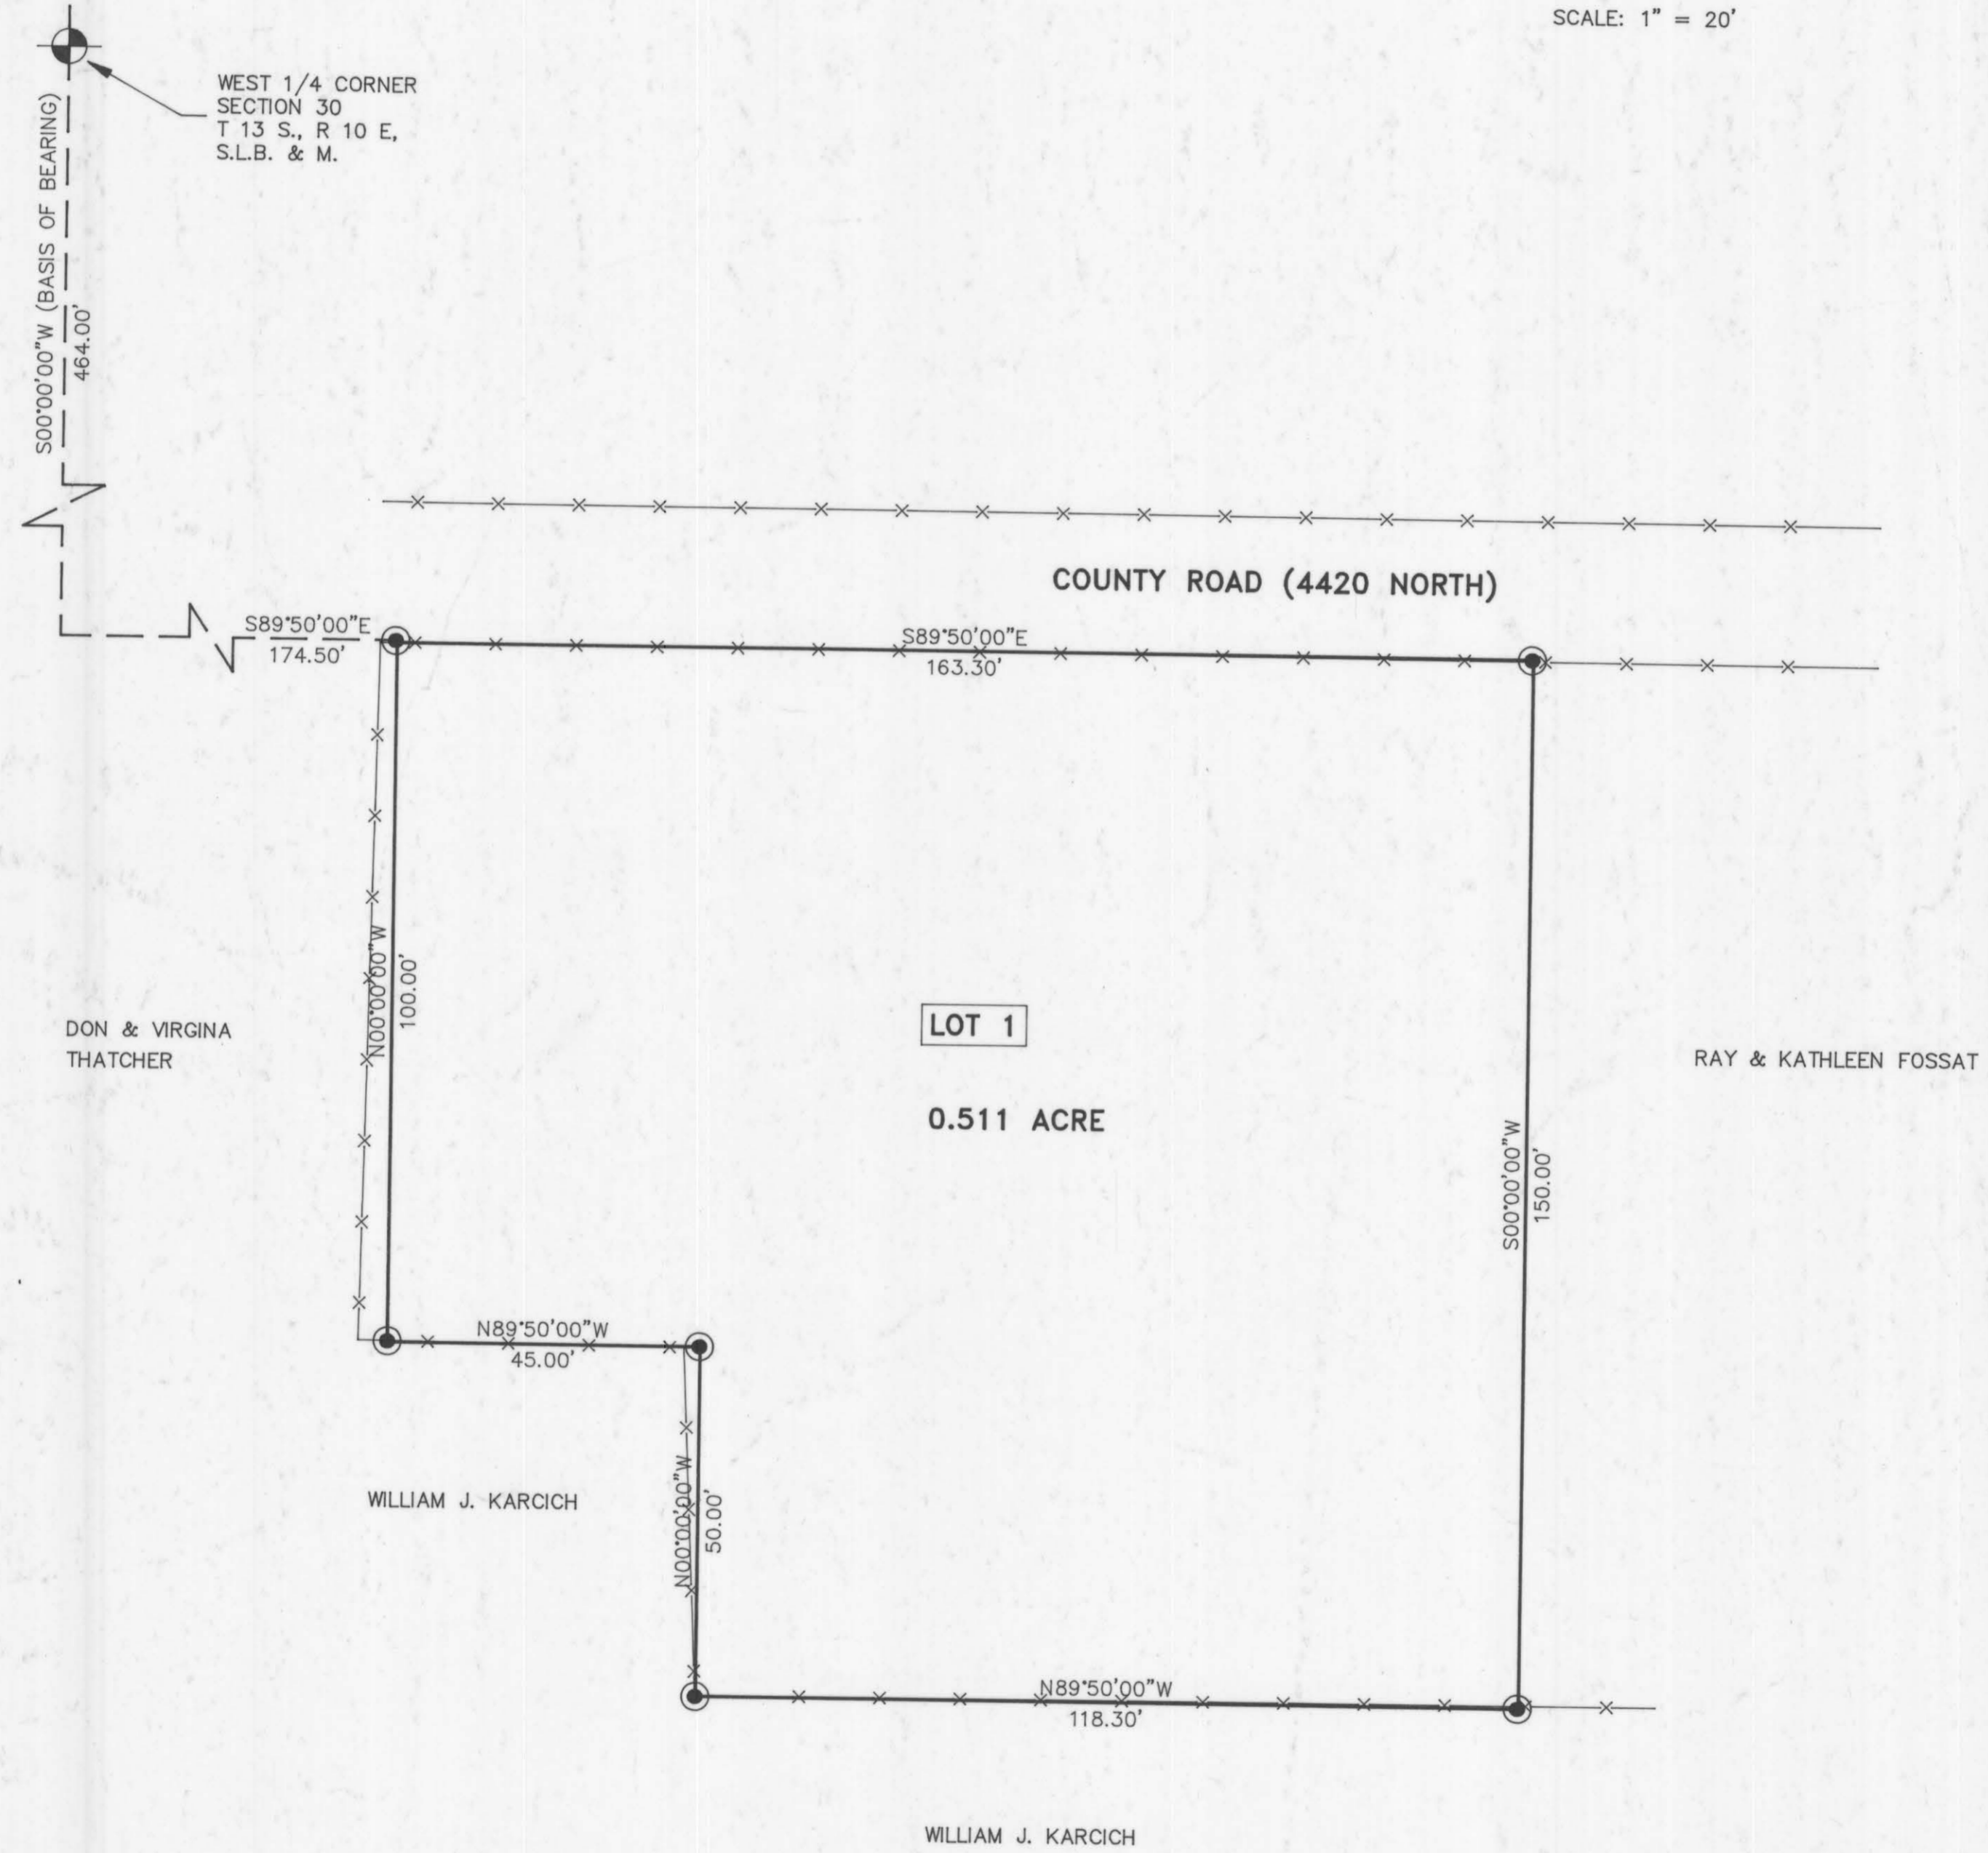 SCALE: 1" = 20'
WEST 1/4 CORNER
SECTION 30
T 13 S., R 10 E,
S.L.B. & M.
S00°00'00"W (BASIS OF BEARING)
464.00'
COUNTY ROAD (4420 NORTH)
S89°50'00"E
174.50'
S89°50'00"E
163.30'
N00°00'00"W
100.00'
DON & VIRGINA
THATCHER
LOT 1
0.511 ACRE
RAY & KATHLEEN FOSSAT
S00°00'00"W
150.00'
N89°50'00"W
45.00'
WILLIAM J. KARCICH
N00°00'00"W
50.00'
N89°50'00"W
118.30'
WILLIAM J. KARCICH